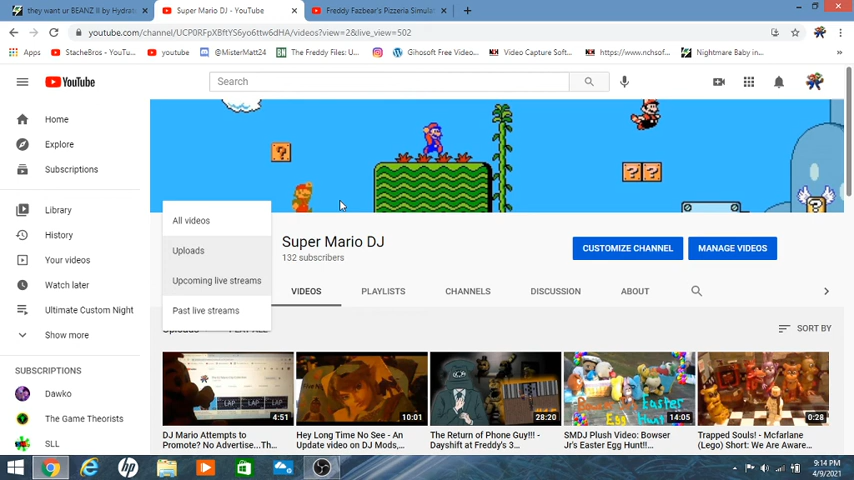 they want ur BEANZ II by Hydrate
Super Mario DJ - YouTube
Freddy Fazbear's Pizzeria Simulat
youtube.com/channel/UCP0RFpXBftYS6yo6ttw6dHA/videos?view=2&live_view=502
Apps
StacheBros - YouTu...
youtube
@MisterMatt24
The Freddy Files: U...
Gihosoft Free Video...
Video Capture Soft...
https://www.nchsof...
Nightmare Baby in...
YouTube
Search
Home
Explore
Subscriptions
Library
History
Your videos
Watch later
Ultimate Custom Night
Show more
SUBSCRIPTIONS
Dawko
The Game Theorists
SLL
All videos
Uploads
Upcoming live streams
Past live streams
Super Mario DJ
132 subscribers
CUSTOMIZE CHANNEL
MANAGE VIDEOS
VIDEOS
PLAYLISTS
CHANNELS
DISCUSSION
ABOUT
SORT BY
LAP LAP LAP
4:51
10:01
28:20
14:05
0:28
DJ Mario Attempts to
Promote? No Advertise...Th...
Hey Long Time No See - An
Update video on DJ Mods,...
The Return of Phone Guy!!! -
Dayshift at Freddy's 3...
SMDJ Plush Video: Bowser
Jr's Easter Egg Hunt!!...
Trapped Souls! - Mcfarlane
(Lego) Short: We Are Aware...
9:14 PM
4/9/2021